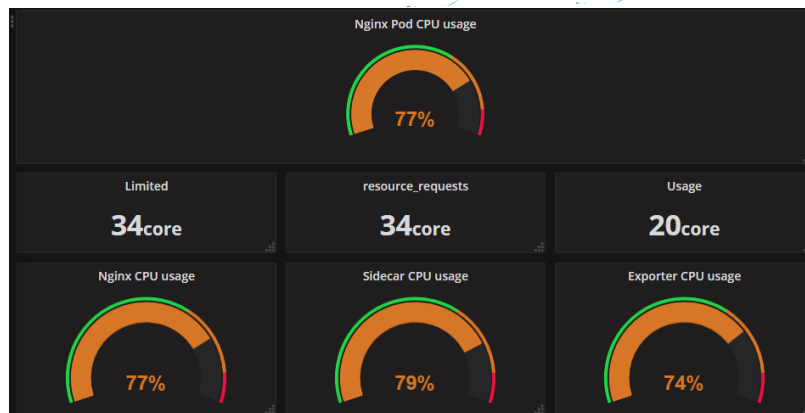 Nginx Pod CPU usage
77%
Limited
resource_requests
Usage
34core
34core
20core
Nginx CPU usage
Sidecar CPU usage
Exporter CPU usage
77%
79%
74%